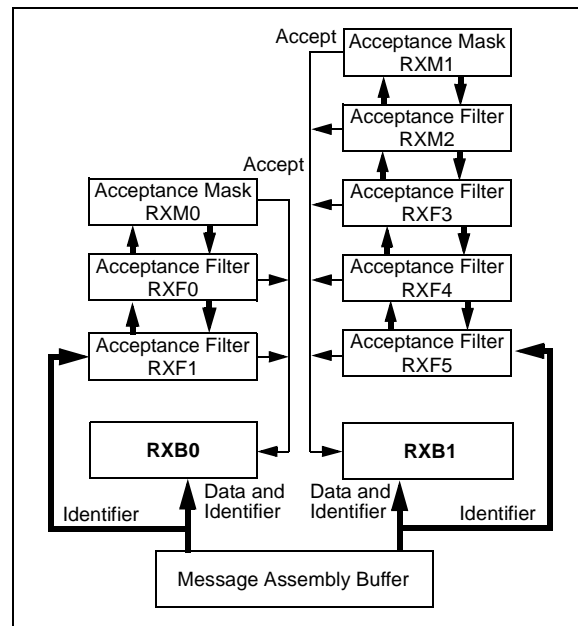 Accept
Acceptance Mask
RXM1
Acceptance Filter
RXM2
Accept
Acceptance Mask
RXM0
Acceptance Filter
RXF3
Acceptance Filter
RXF0
Acceptance Filter
RXF4
Acceptance Filter
RXF1
Acceptance Filter
RXF5
RXB0
RXB1
Identifier
Data and
Identifier
Data and
Identifier
Identifier
Message Assembly Buffer